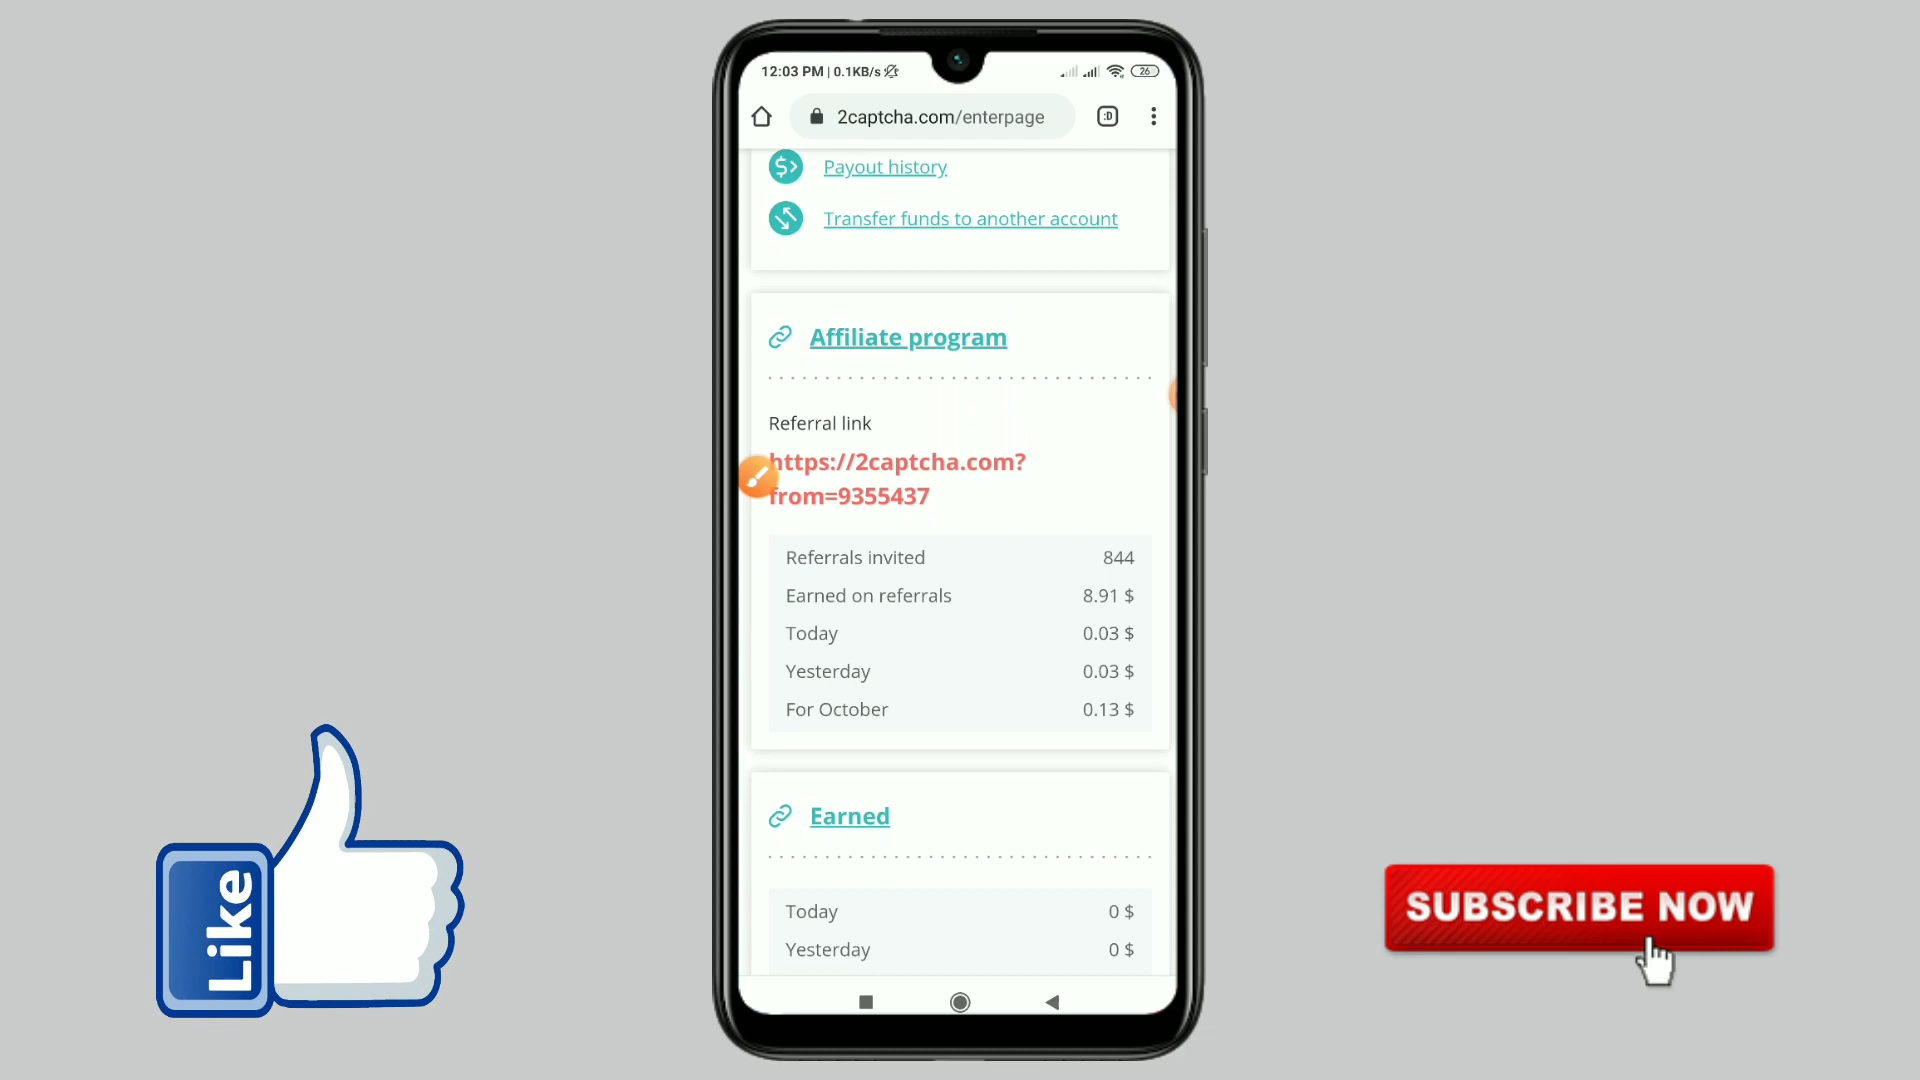 12:03 PM | 0.1KB/s
26
2captcha.com/enterpage
:D
Payout history
Transfer funds to another account
Affiliate program
Referral link
https://2captcha.com?
from=9355437
Referrals invited 844
Earned on referrals 8.91 $
Today 0.03 $
Yesterday 0.03 $
For October 0.13 $
Earned
Today 0 $
Yesterday 0 $
Like
SUBSCRIBE NOW